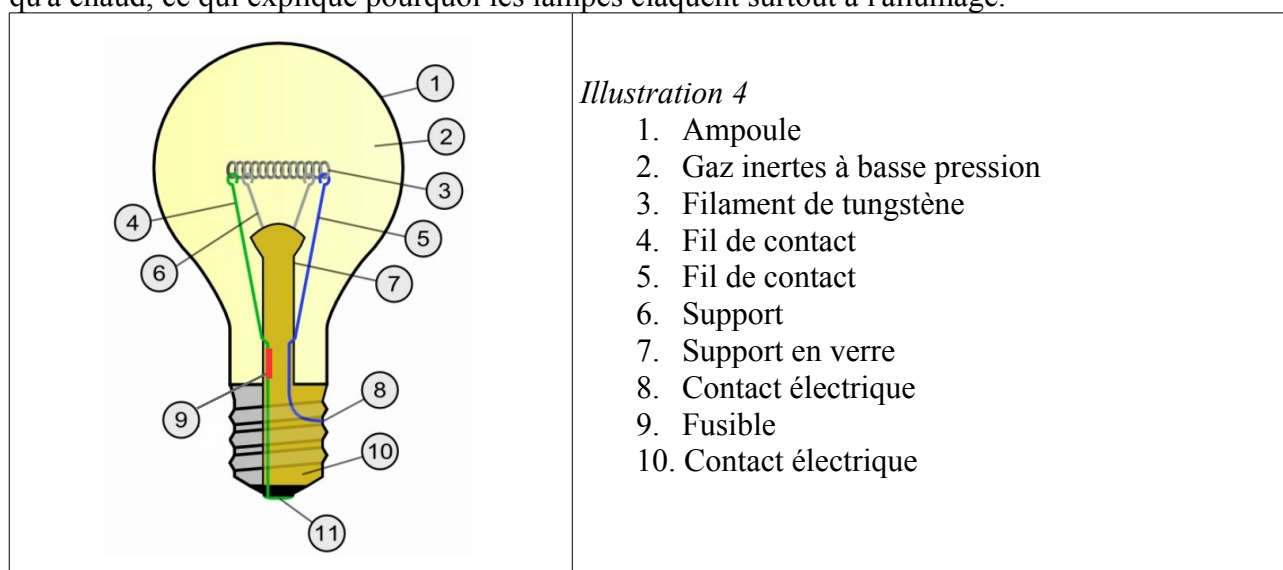 qu'à chaud, ce qui explique pourquoi les lampes claquent surtout à l'allumage.
1
2
3
4
5
6
7
8
9
10
11
Illustration 4
1. Ampoule
2. Gaz inertes à basse pression
3. Filament de tungstène
4. Fil de contact
5. Fil de contact
6. Support
7. Support en verre
8. Contact électrique
9. Fusible
10. Contact électrique